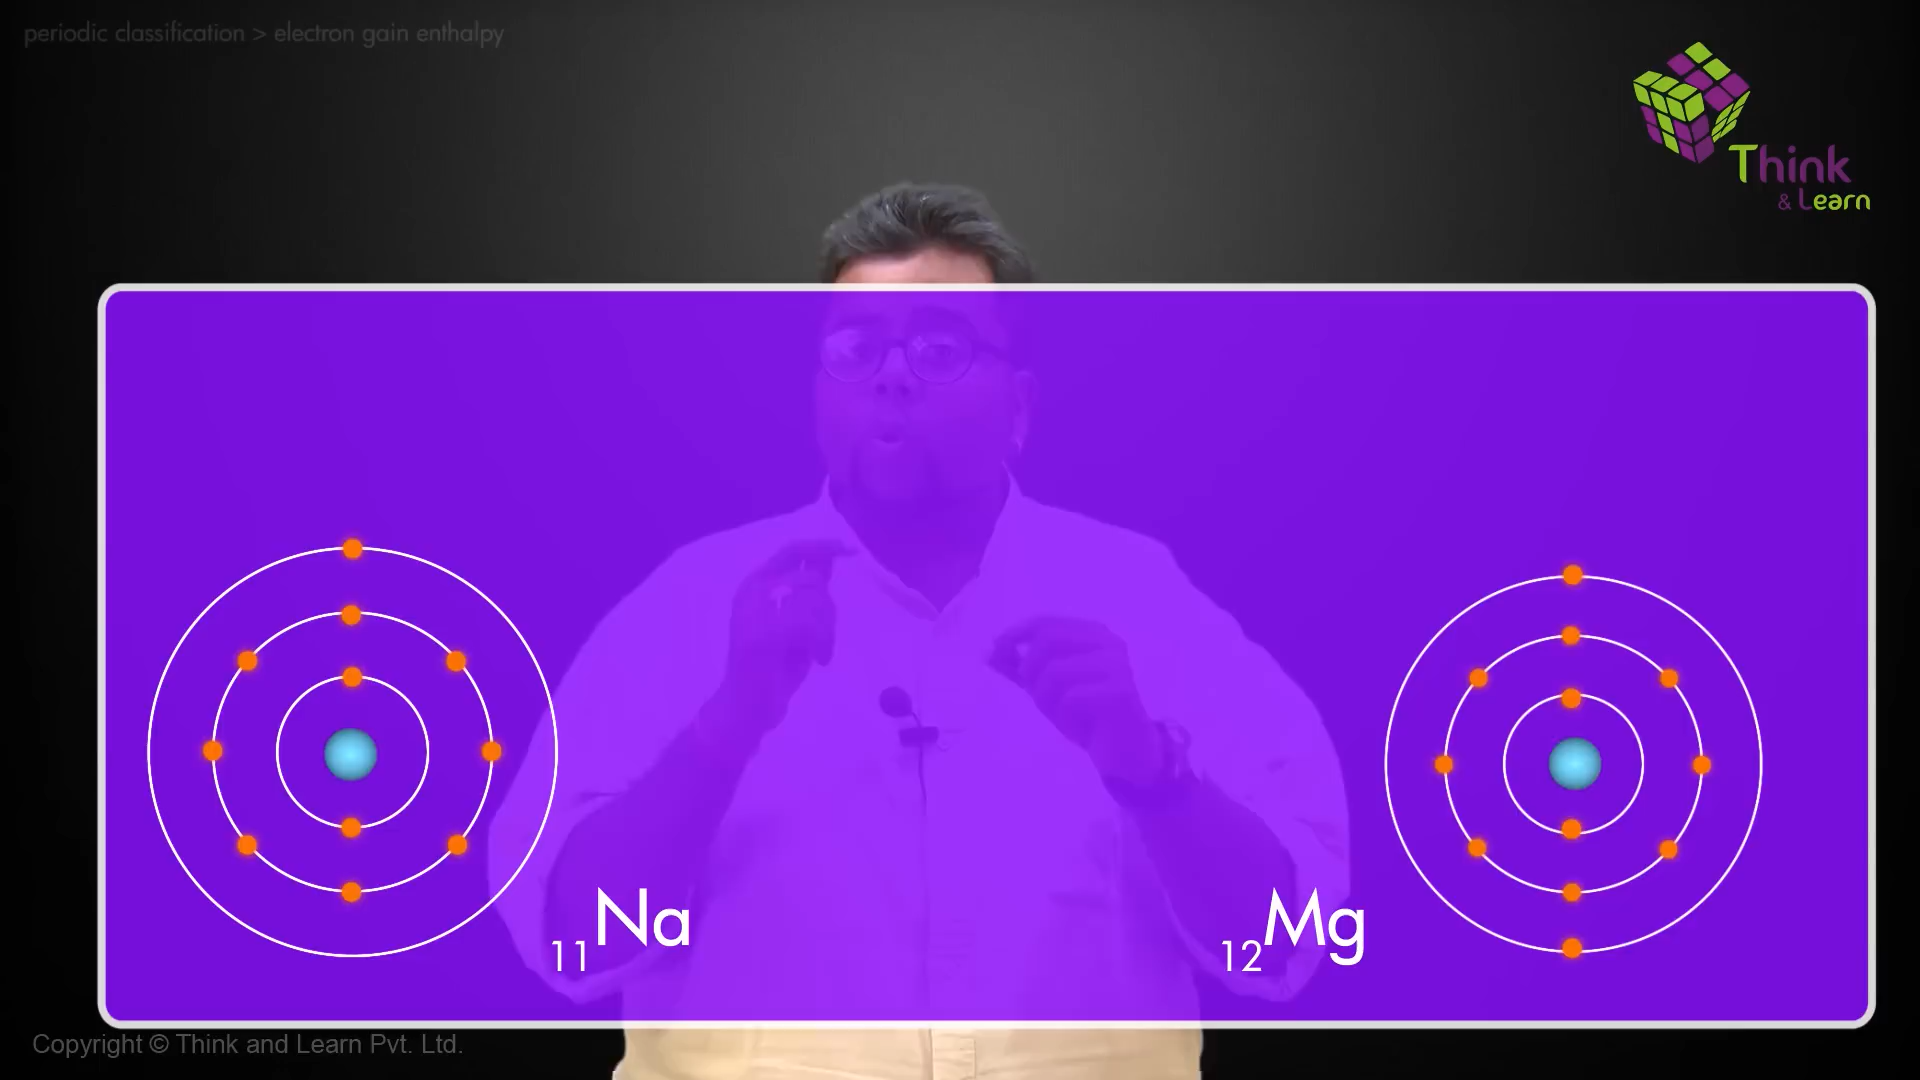 periodic classification > electron gain enthalpy
Think
& Learn
11Na
12Mg
Copyright © Think and Learn Pvt. Ltd.